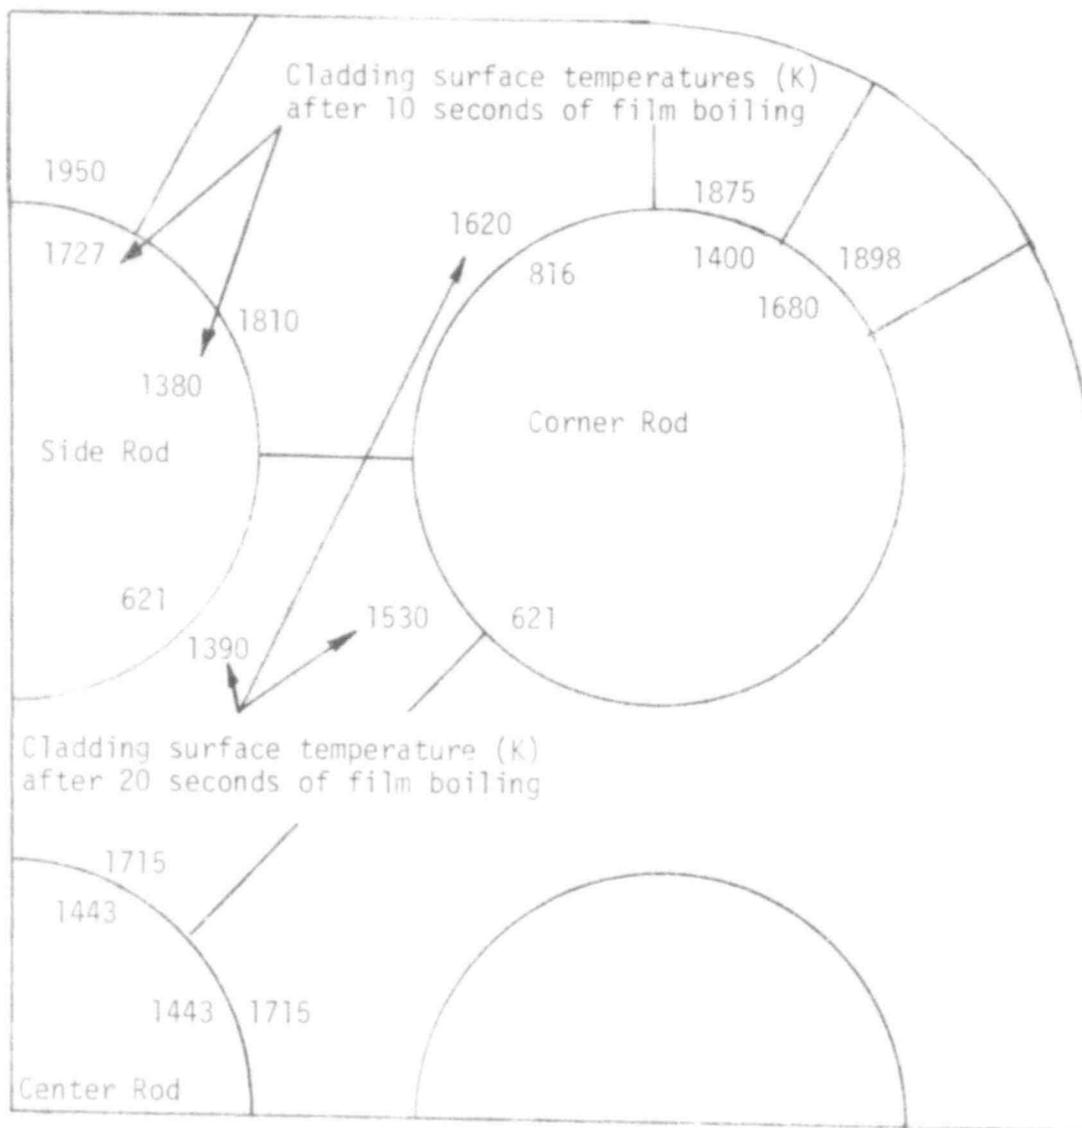 Cladding surface temperatures (K)
after 10 seconds of film boiling
1950
1875
1727
1620
1400
1898
816
1680
1810
1380
Corner Rod
Side Rod
621
1530
621
1390
Cladding surface temperature (K)
after 20 seconds of film boiling
1715
1443
1443
1715
Center Rod